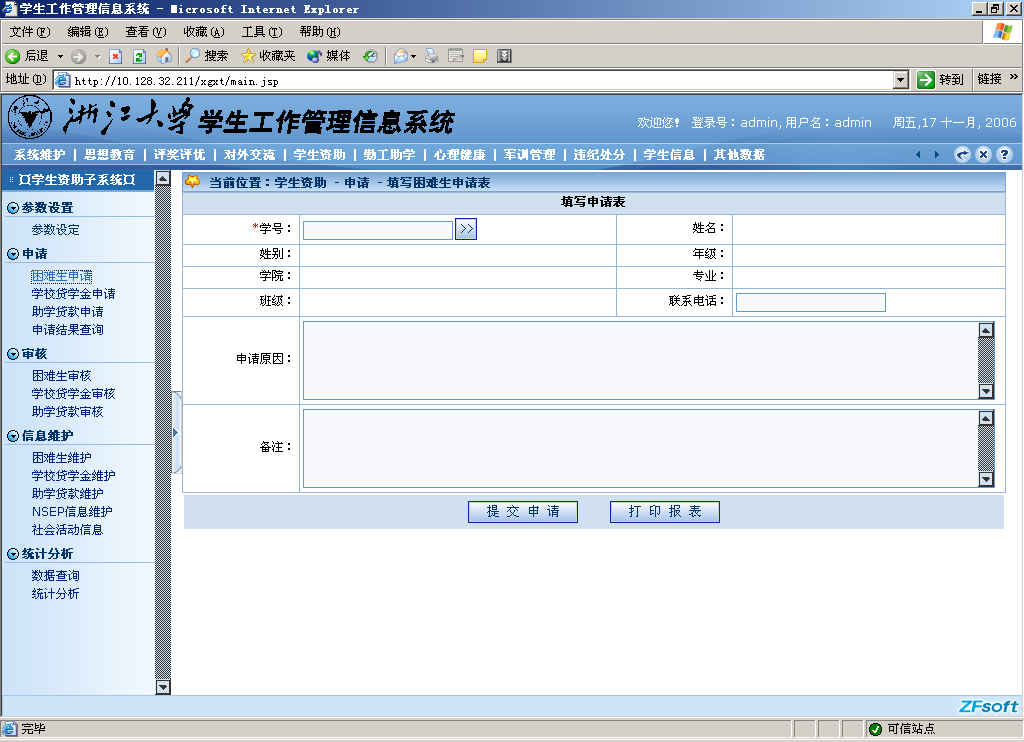 学生工作管理信息系统 - Microsoft Internet Explorer
文件(F) 编辑(E) 查看(V) 收藏(A) 工具(T) 帮助(H)
后退 搜索 收藏夹 媒体
地址(D) http://10.128.32.211/xgxt/main.jsp 转到 链接 »
浙江大学 学生工作管理信息系统 欢迎您! 登录号：admin,用户名：admin 周五,17 十一月, 2006
系统维护 | 思想教育 | 评奖评优 | 对外交流 | 学生资助 | 勤工助学 | 心理健康 | 军训管理 | 违纪处分 | 学生信息 | 其他数据
学生资助子系统
当前位置：学生资助 - 申请 - 填写困难生申请表
参数设置
参数设定
申请
困难生申请
学校贷学金申请
助学贷款申请
申请结果查询
审核
困难生审核
学校贷学金审核
助学贷款审核
信息维护
困难生维护
学校贷学金维护
助学贷款维护
NSEP信息维护
社会活动信息
统计分析
数据查询
统计分析
填写申请表
*学号： >> 姓名：
姓别： 年级：
学院： 专业：
班级： 联系电话：
申请原因：
备注：
提 交 申 请 打 印 报 表
ZFsoft
完毕 可信站点